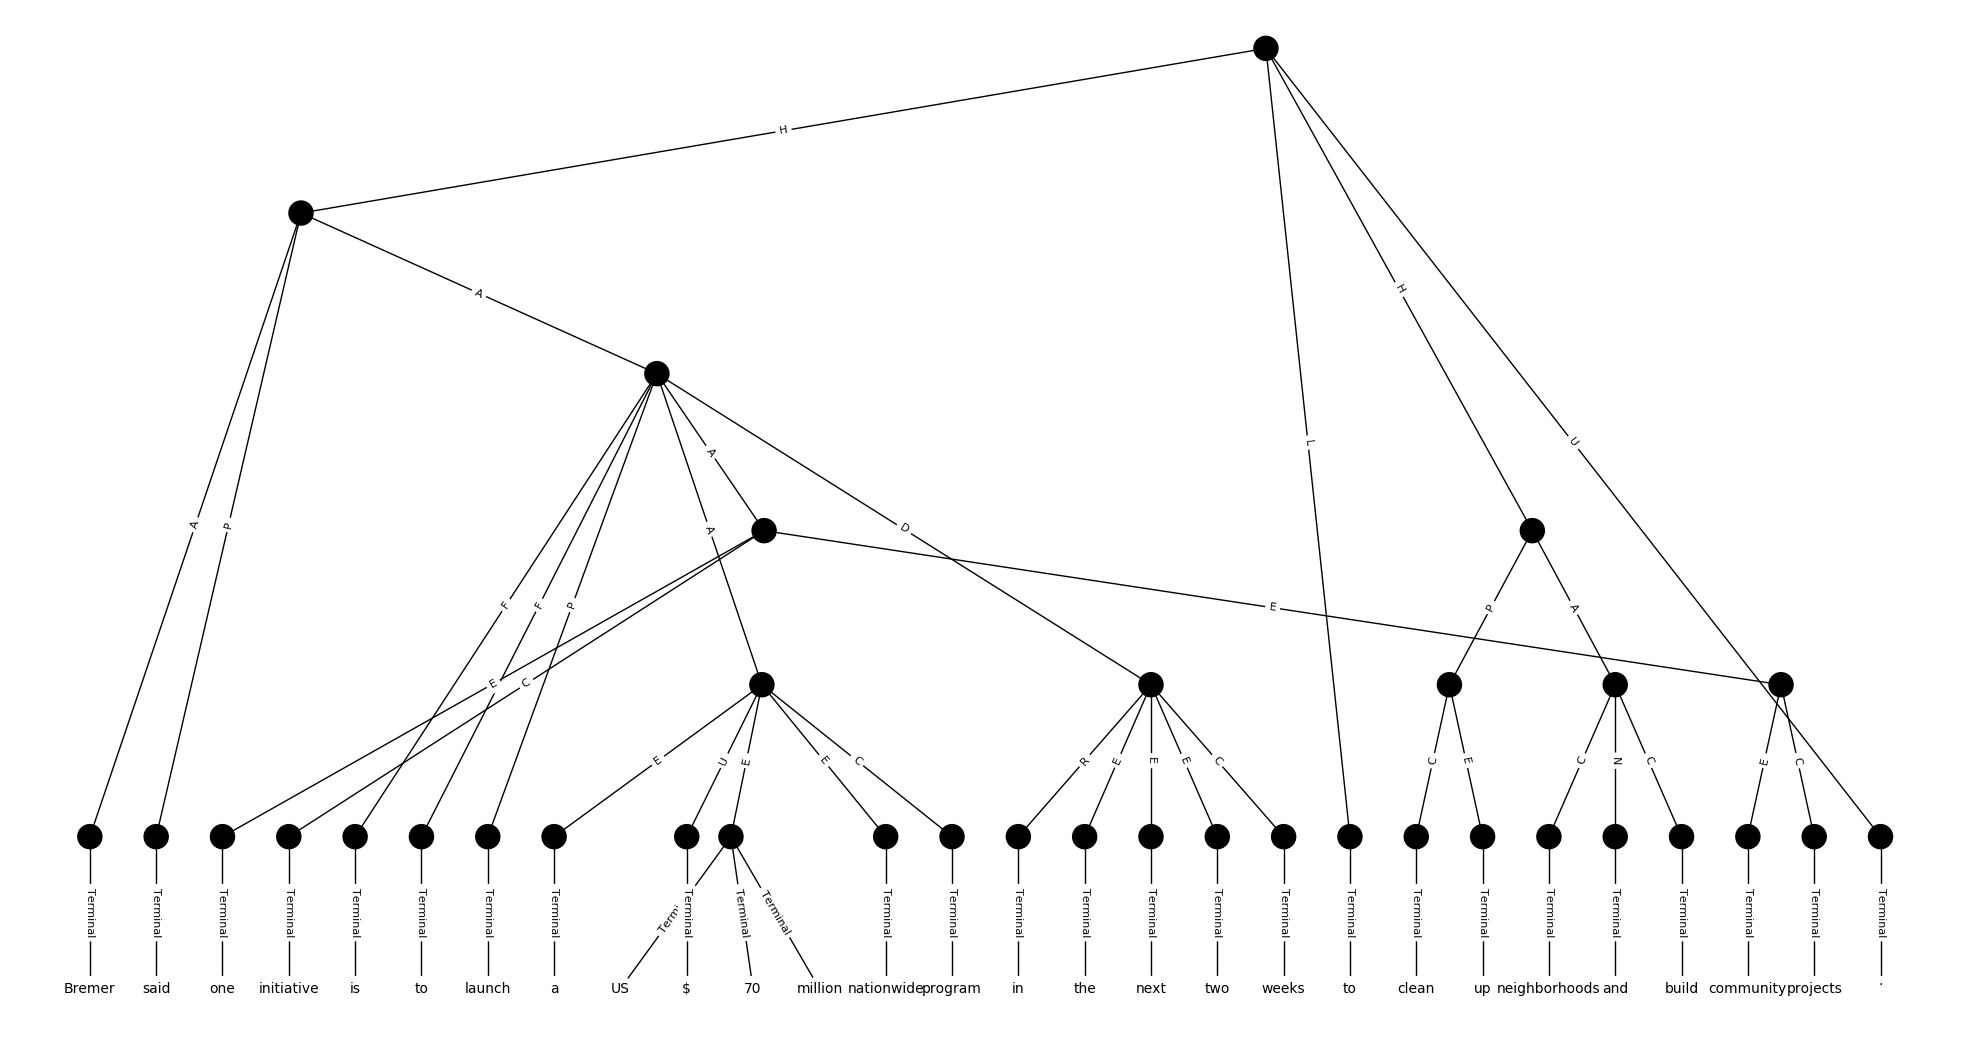 H
A
A
D
L
H
U
A
P
A
F
F
P
E
P
A
E
C
E
U
E
E
C
R
E
E
E
C
C
E
C
N
C
E
C
Terminal Terminal Terminal Terminal Terminal Terminal Terminal Terminal Termi Terminal Terminal Terminal Terminal Terminal Terminal Terminal Terminal Terminal Terminal Terminal Terminal Terminal Terminal Terminal Terminal Terminal Terminal Terminal
Bremer said one initiative is to launch a US $ 70 million nationwide program in the next two weeks to clean up neighborhoods and build community projects .